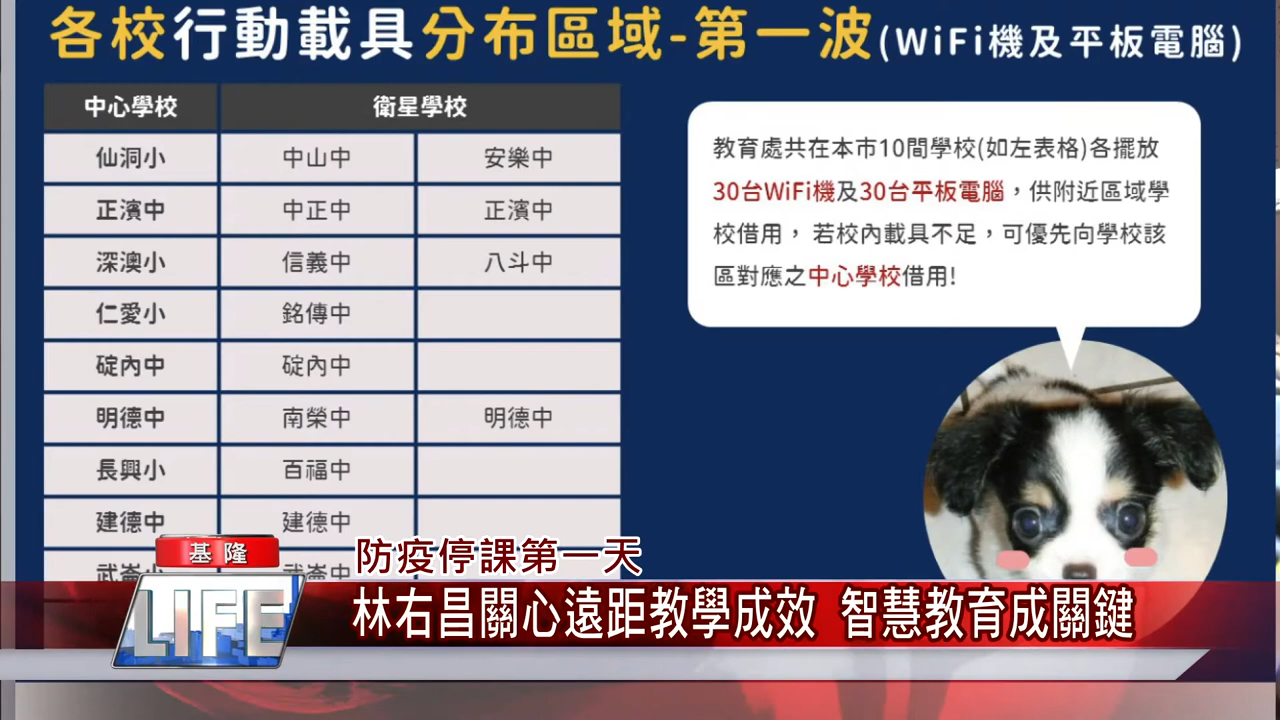 各校行動載具分布區域-第一波(WiFi機及平板電腦)
中心學校 衛星學校
仙洞小 中山中 安樂中
正濱中 中正中 正濱中
深澳小 信義中 八斗中
仁愛小 銘傳中
碇內中 碇內中
明德中 南榮中 明德中
長興小 百福中
建德中 建德中
武崙小 武崙中
教育處共在本市10間學校(如左表格)各擺放
30台WiFi機及30台平板電腦，供附近區域學
校借用， 若校內載具不足，可優先向學校該
區對應之中心學校借用!
基隆
LIFE
防疫停課第一天
林右昌關心遠距教學成效 智慧教育成關鍵